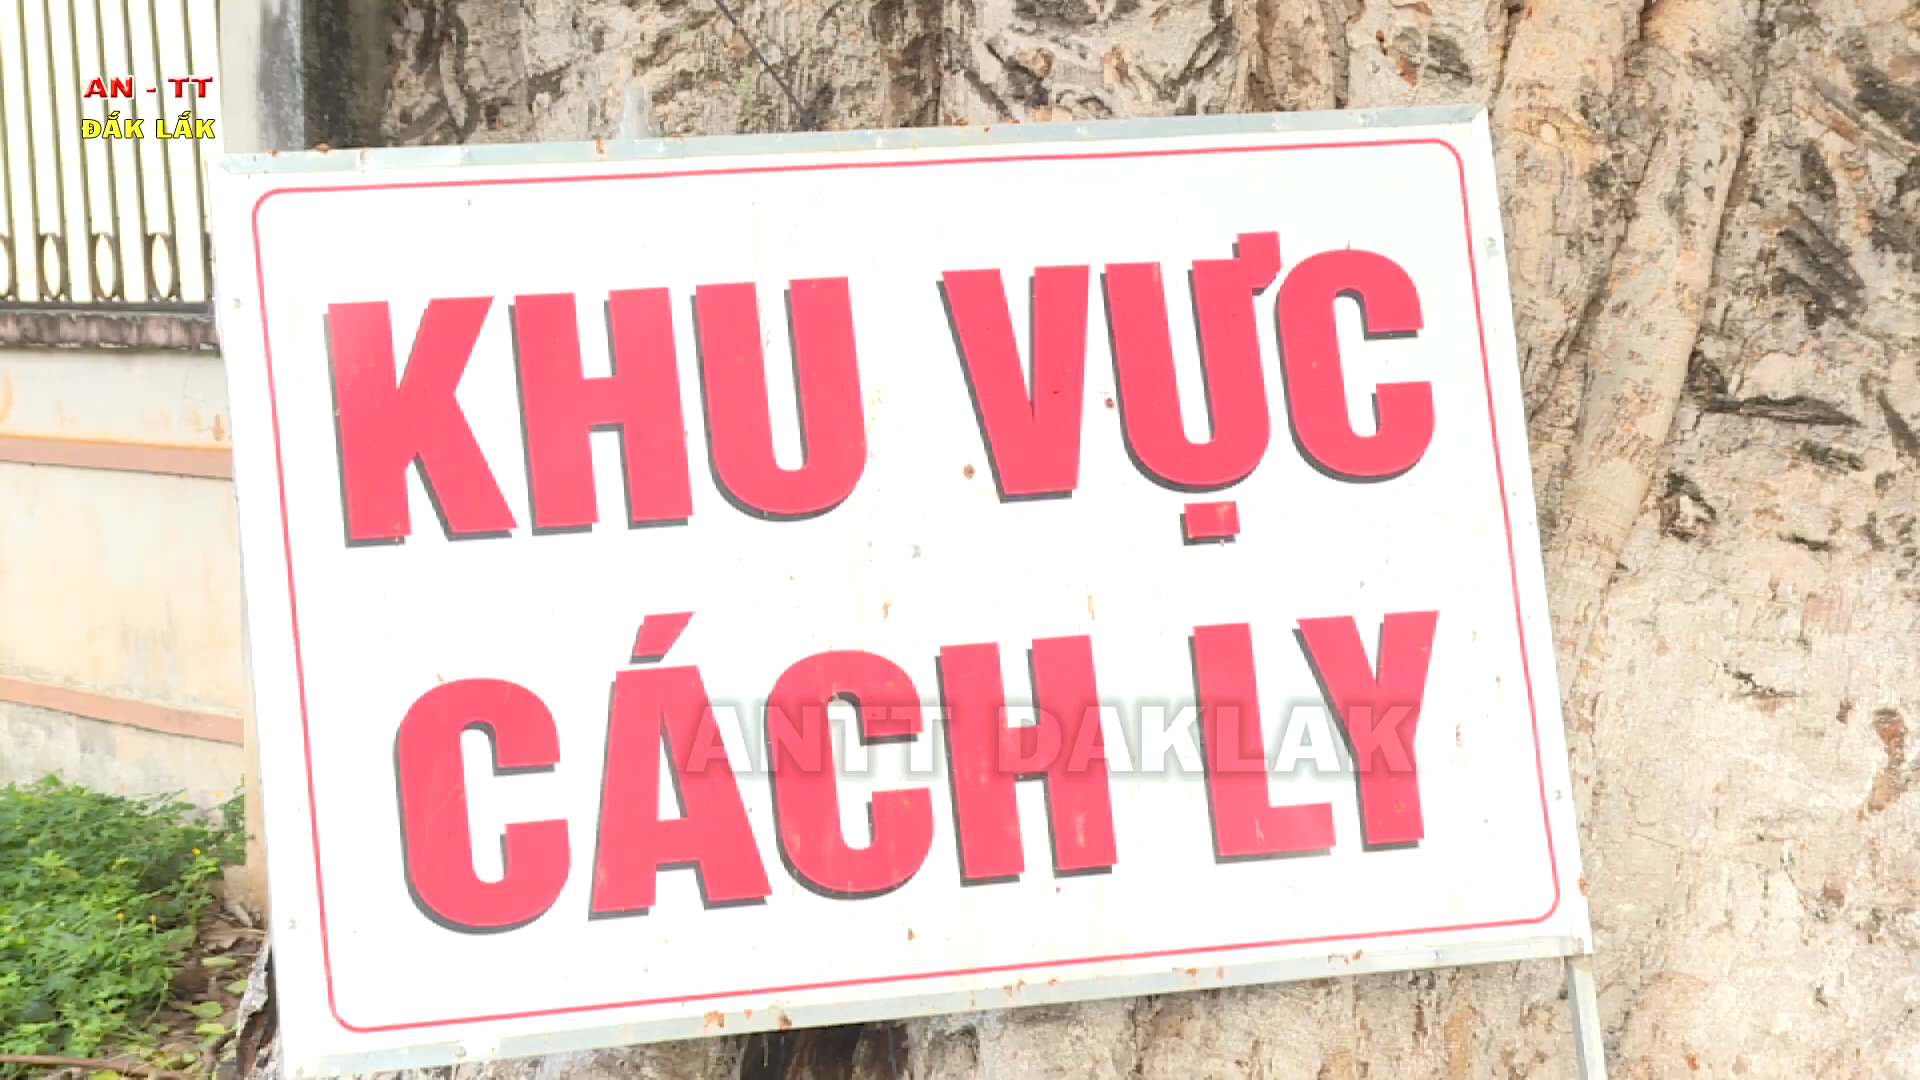 AN - TT
ĐẮK LẮK
KHU VỰC
CÁCH LY
ANTT DAKLAK